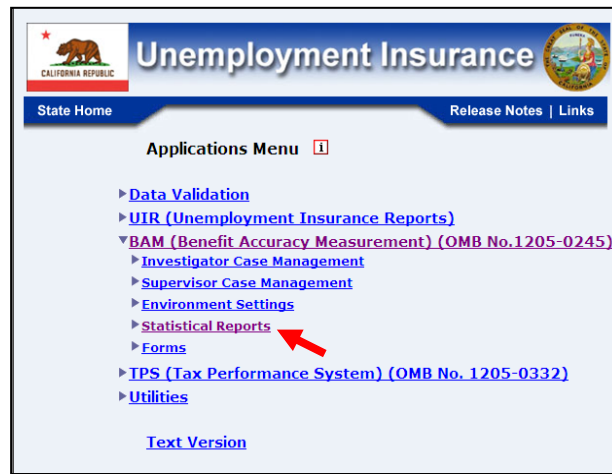 CALIFORNIA REPUBLIC
Unemployment Insurance
State Home
Release Notes | Links
Applications Menu i
Data Validation
UIR (Unemployment Insurance Reports)
BAM (Benefit Accuracy Measurement) (OMB No.1205-0245)
Investigator Case Management
Supervisor Case Management
Environment Settings
Statistical Reports
Forms
TPS (Tax Performance System) (OMB No. 1205-0332)
Utilities
Text Version